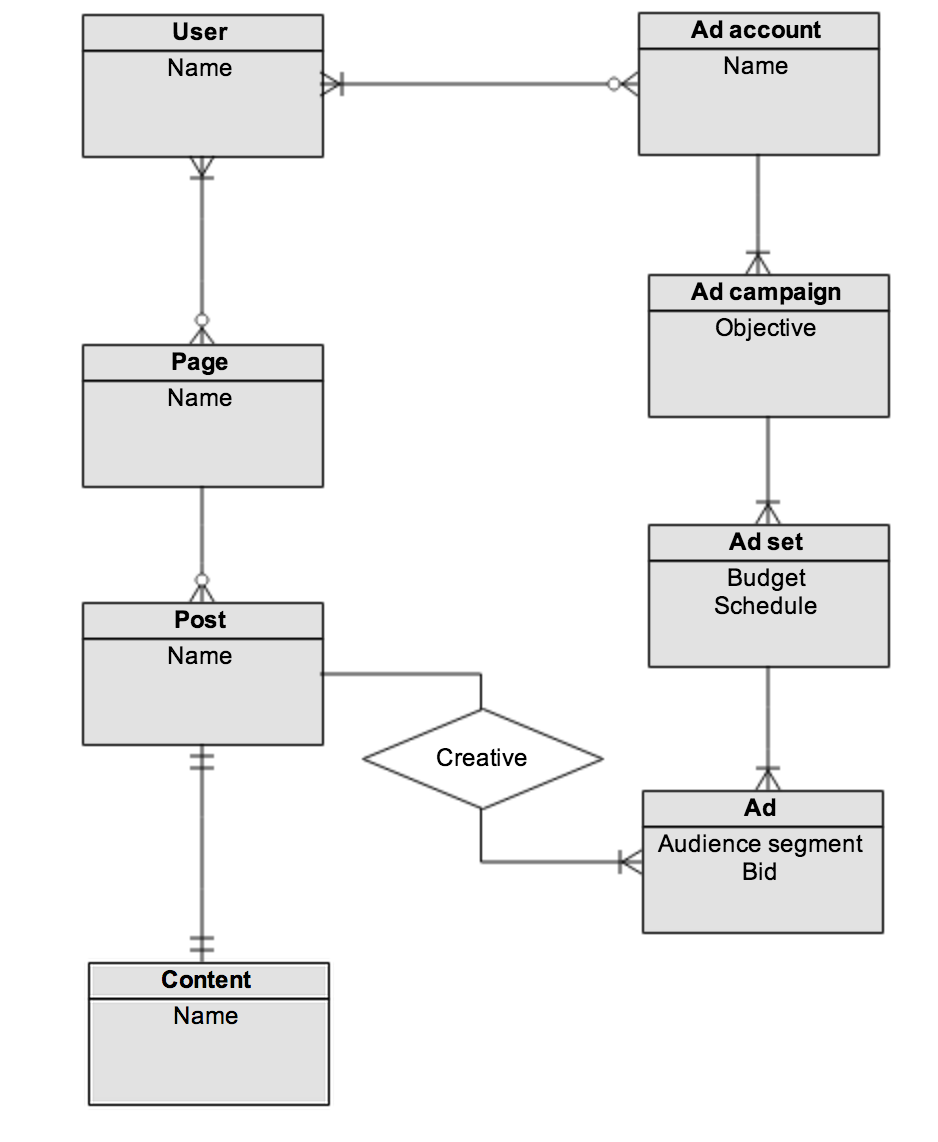 User
Name
Ad account
Name
Ad campaign
Objective
Page
Name
Ad set
Budget
Schedule
Post
Name
Creative
Ad
Audience segment
Bid
Content
Name